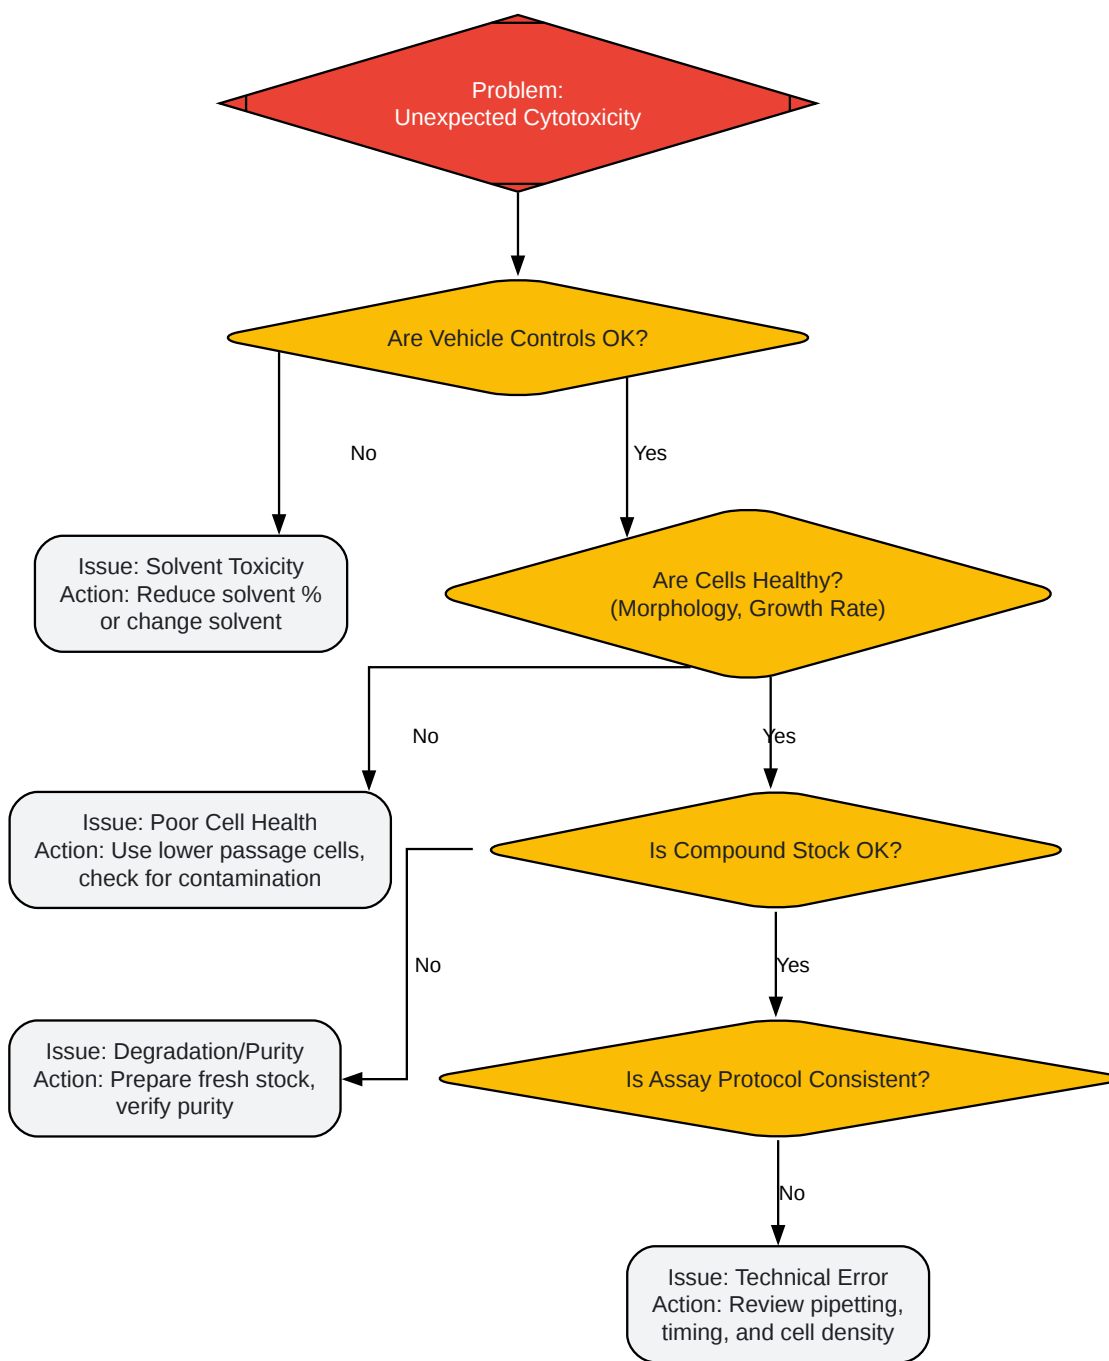 Problem:
Unexpected Cytotoxicity
Are Vehicle Controls OK?
No
Yes
Issue: Solvent Toxicity
Action: Reduce solvent %
or change solvent
Are Cells Healthy?
(Morphology, Growth Rate)
No
Yes
Issue: Poor Cell Health
Action: Use lower passage cells,
check for contamination
Is Compound Stock OK?
No
Yes
Issue: Degradation/Purity
Action: Prepare fresh stock,
verify purity
Is Assay Protocol Consistent?
No
Issue: Technical Error
Action: Review pipetting,
timing, and cell density